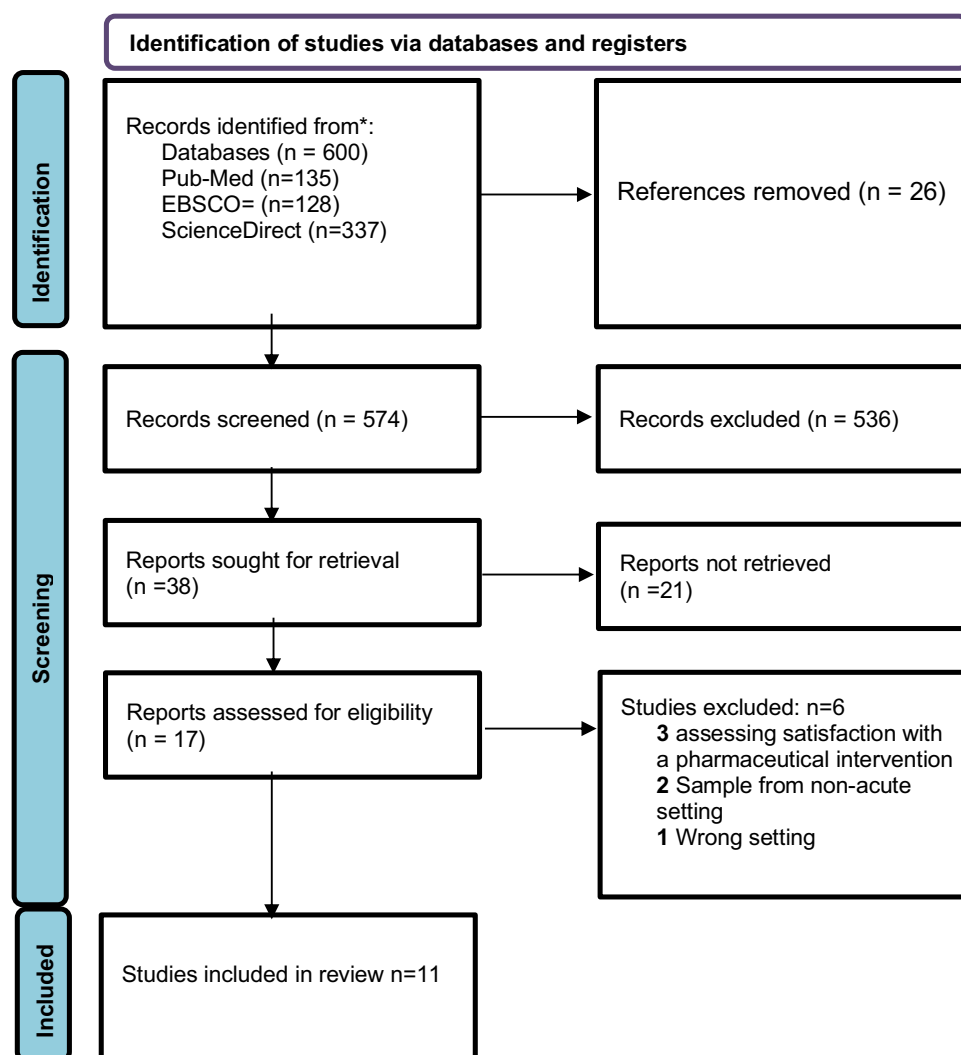 Identification of studies via databases and registers
Identification
Records identified from*:
Databases (n = 600)
Pub-Med (n=135)
EBSCO= (n=128)
ScienceDirect (n=337)
References removed (n = 26)
Screening
Records screened (n = 574)
Records excluded (n = 536)
Reports sought for retrieval
(n =38)
Reports not retrieved
(n =21)
Reports assessed for eligibility
(n = 17)
Studies excluded: n=6
3 assessing satisfaction with
a pharmaceutical intervention
2 Sample from non-acute
setting
1 Wrong setting
Included
Studies included in review n=11